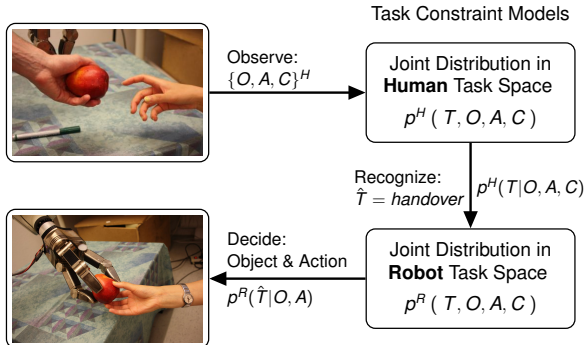 Task Constraint Models
Observe:
{O, A, C}^H
Joint Distribution in
Human Task Space
p^H ( T, O, A, C )
Recognize:
T̂ = handover
p^H(T|O, A, C)
Decide:
Object & Action
p^R(T̂|O, A)
Joint Distribution in
Robot Task Space
p^R ( T, O, A, C )